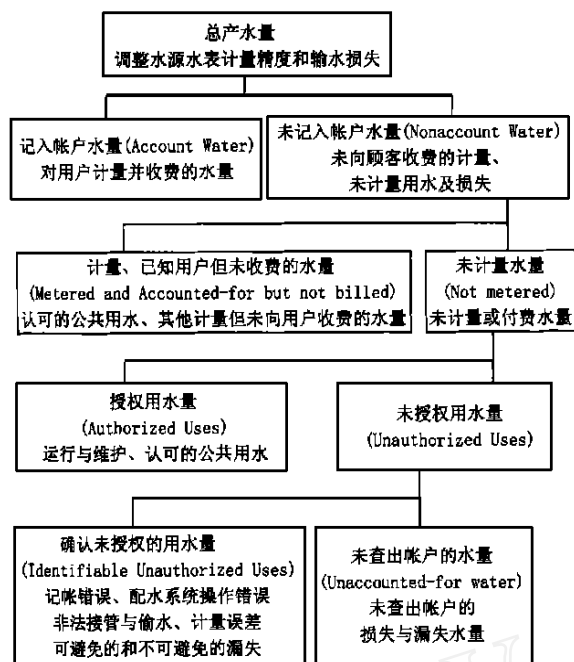 总产水量
调整水源水表计量精度和输水损失
记入帐户水量(Account Water)
对用户计量并收费的水量
未记入帐户水量(Nonaccount Water)
未向顾客收费的计量、
未计量用水及损失
计量、已知用户但未收费的水量
(Metered and Accounted-for but not billed)
认可的公共用水、其他计量但未向用户收费的水量
未计量水量
(Not metered)
未计量或付费水量
授权用水量
(Authorized Uses)
运行与维护、认可的公共用水
未授权用水量
(Unauthorized Uses)
确认未授权的用水量
(Identifiable Unauthorized Uses)
记帐错误、配水系统操作错误
非法接管与输水、计量误差
可避免的和不可避免的漏失
未查出帐户的水量
(Unaccounted-for water)
未查出帐户的
损失与漏失水量